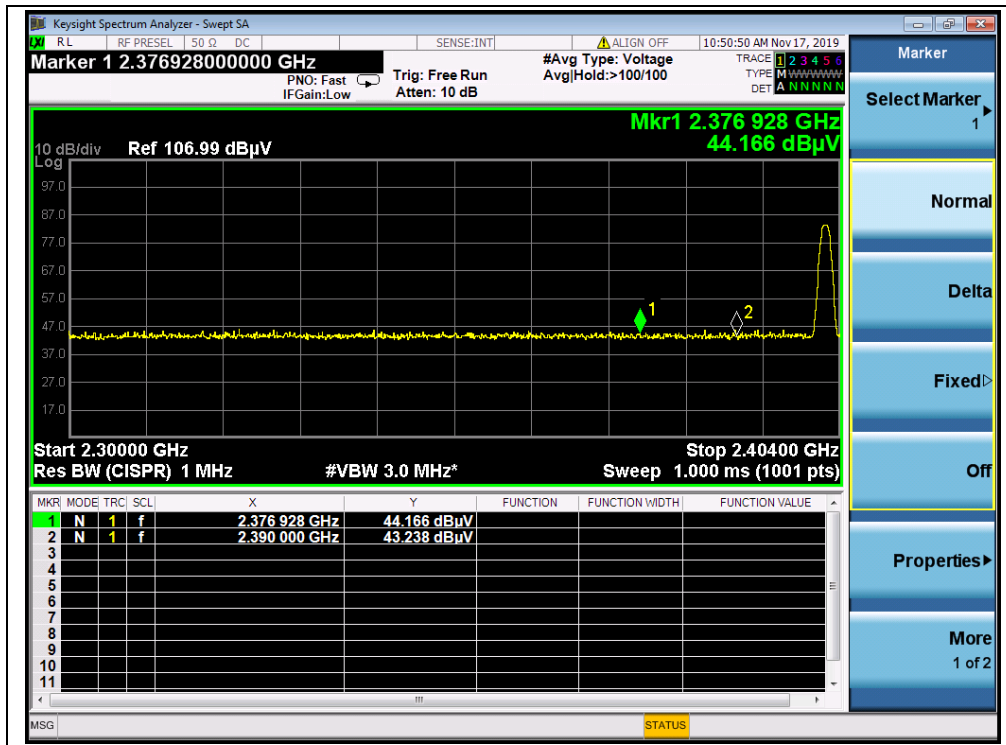 Keysight Spectrum Analyzer - Swept SA
LXI RL RF PRESEL 50 Ω DC SENSE:INT ALIGN OFF 10:50:50 AM Nov 17, 2019
Marker 1 2.376928000000 GHz
PNO: Fast
IFGain:Low
Trig: Free Run
Atten: 10 dB
#Avg Type: Voltage
Avg|Hold:>100/100
TRACE 1 2 3 4 5 6
TYPE M WWWWW
DET A N N N N N
Mkr1 2.376 928 GHz
44.166 dBµV
10 dB/div Ref 106.99 dBµV
Log
97.0
87.0
77.0
67.0
57.0
47.0
37.0
27.0
17.0
1
2
Start 2.30000 GHz Stop 2.40400 GHz
Res BW (CISPR) 1 MHz #VBW 3.0 MHz* Sweep 1.000 ms (1001 pts)
MKR MODE TRC SCL X Y FUNCTION FUNCTION WIDTH FUNCTION VALUE
1 N 1 f 2.376 928 GHz 44.166 dBµV
2 N 1 f 2.390 000 GHz 43.238 dBµV
3
4
5
6
7
8
9
10
11
MSG STATUS
Marker
Select Marker
1
Normal
Delta
Fixed
Off
Properties
More
1 of 2